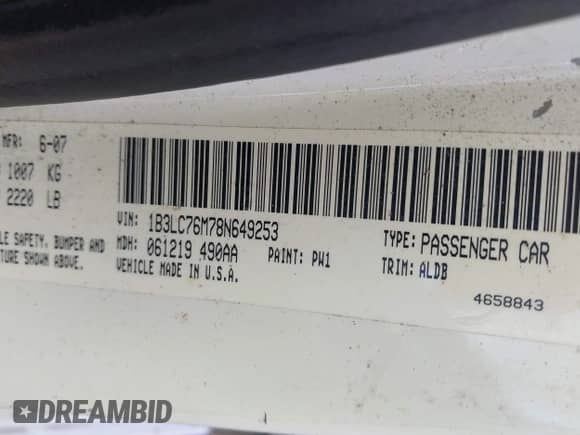 MFR: 6-07
1007 KG
2220 LB
VIN: 1B3LC76M78N649253
TYPE: PASSENGER CAR
LE SAFETY, BUMPER AND
MDH: 061219 490AA
PAINT: PW1
TRIM: ALDB
TURE SHOWN ABOVE.
VEHICLE MADE IN U.S.A.
4658843
DREAMBID